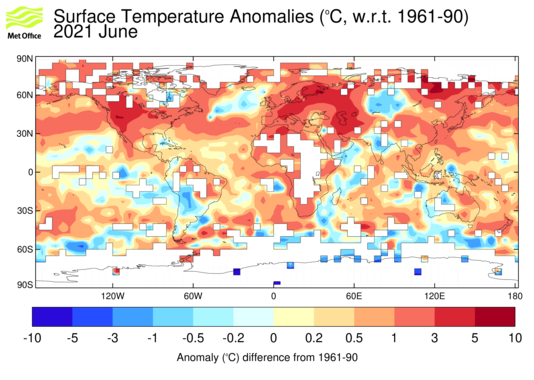 Met Office
Surface Temperature Anomalies (°C, w.r.t. 1961-90)
2021 June
90N
60N
30N
0
30S
60S
90S
120W 60W 0 60E 120E 180
-10 -5 -3 -1 -0.5 -0.2 0 0.2 0.5 1 3 5 10
Anomaly (°C) difference from 1961-90